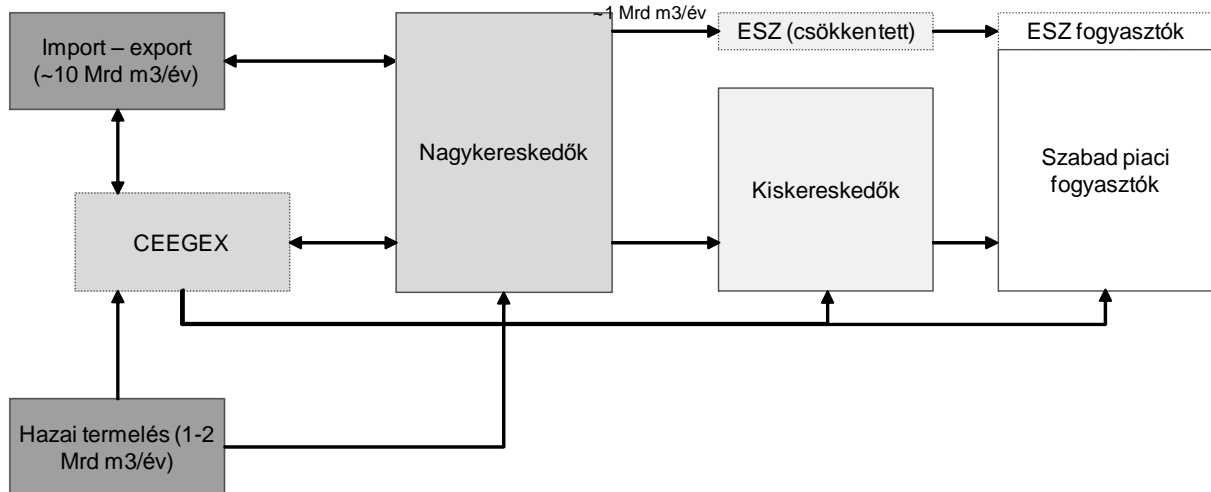 ~1 Mrd m3/év
Import – export
(~10 Mrd m3/év)
ESZ (csökkentett)
ESZ fogyasztók
Nagykereskedők
Kiskereskedők
Szabad piaci
fogyasztók
CEEGEX
Hazai termelés (1-2
Mrd m3/év)